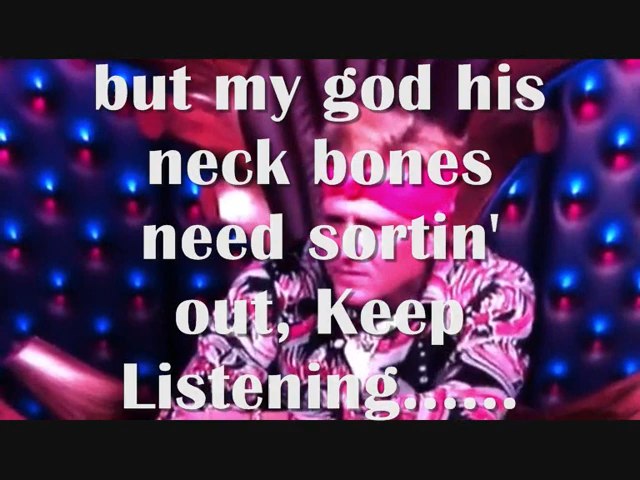 but my god his
neck bones
need sortin'
out, Keep
Listening......